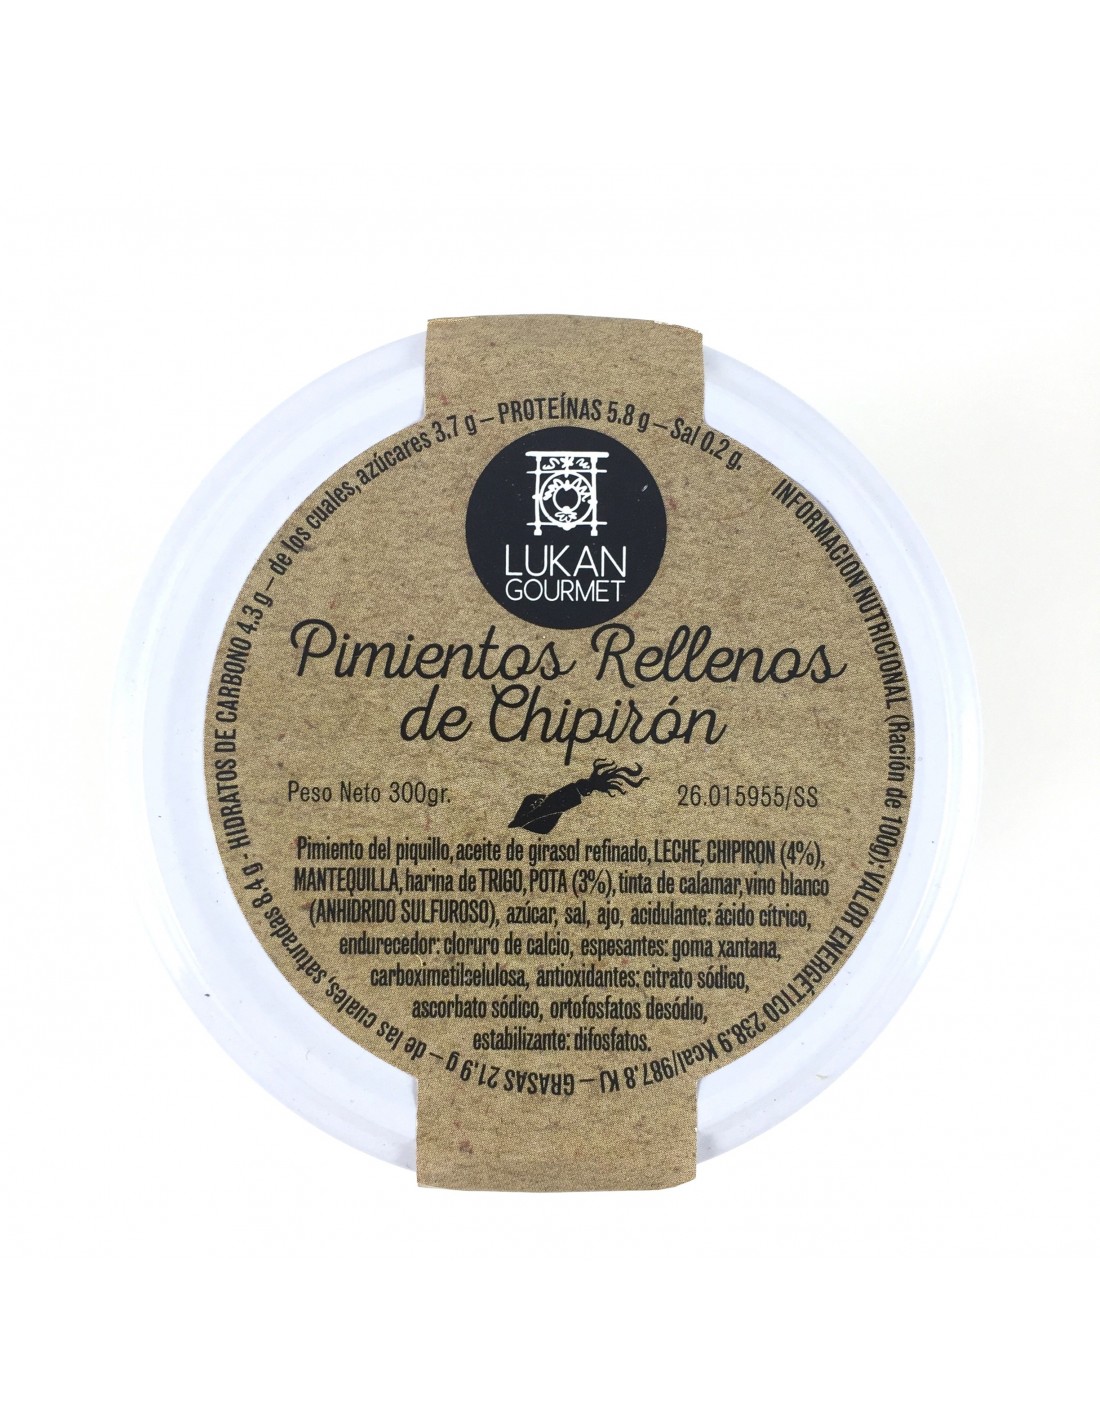 LUKAN
GOURMET
Pimientos Rellenos
de Chipirón
Peso Neto 300gr.
26.015955/SS
Pimiento del piquillo, aceite de girasol refinado, LECHE, CHIPIRON (4%),
MANTEQUILLA, harina de TRIGO, POTA (3%), tinta de calamar, vino blanco
(ANHÍDRIDO SULFUROSO), azúcar, sal, ajo, acidulante: ácido cítrico,
endurecedor: cloruro de calcio, espesantes: goma xantana,
carboximetilcelulosa, antioxidantes: citrato sódico,
ascorbato sódico, ortofosfatos desódio,
estabilizante: difosfatos.
INFORMACION NUTRICIONAL (Ración de 100g): VALOR ENERGÉTICO 238.9 Kcal/987.8 KJ – GRASAS 21.9 g – de las cuales, saturadas 8.4 g - HIDRATOS DE CARBONO 4.3 g – de los cuales, azúcares 3.7 g – PROTEÍNAS 5.8 g – Sal 0.2 g.